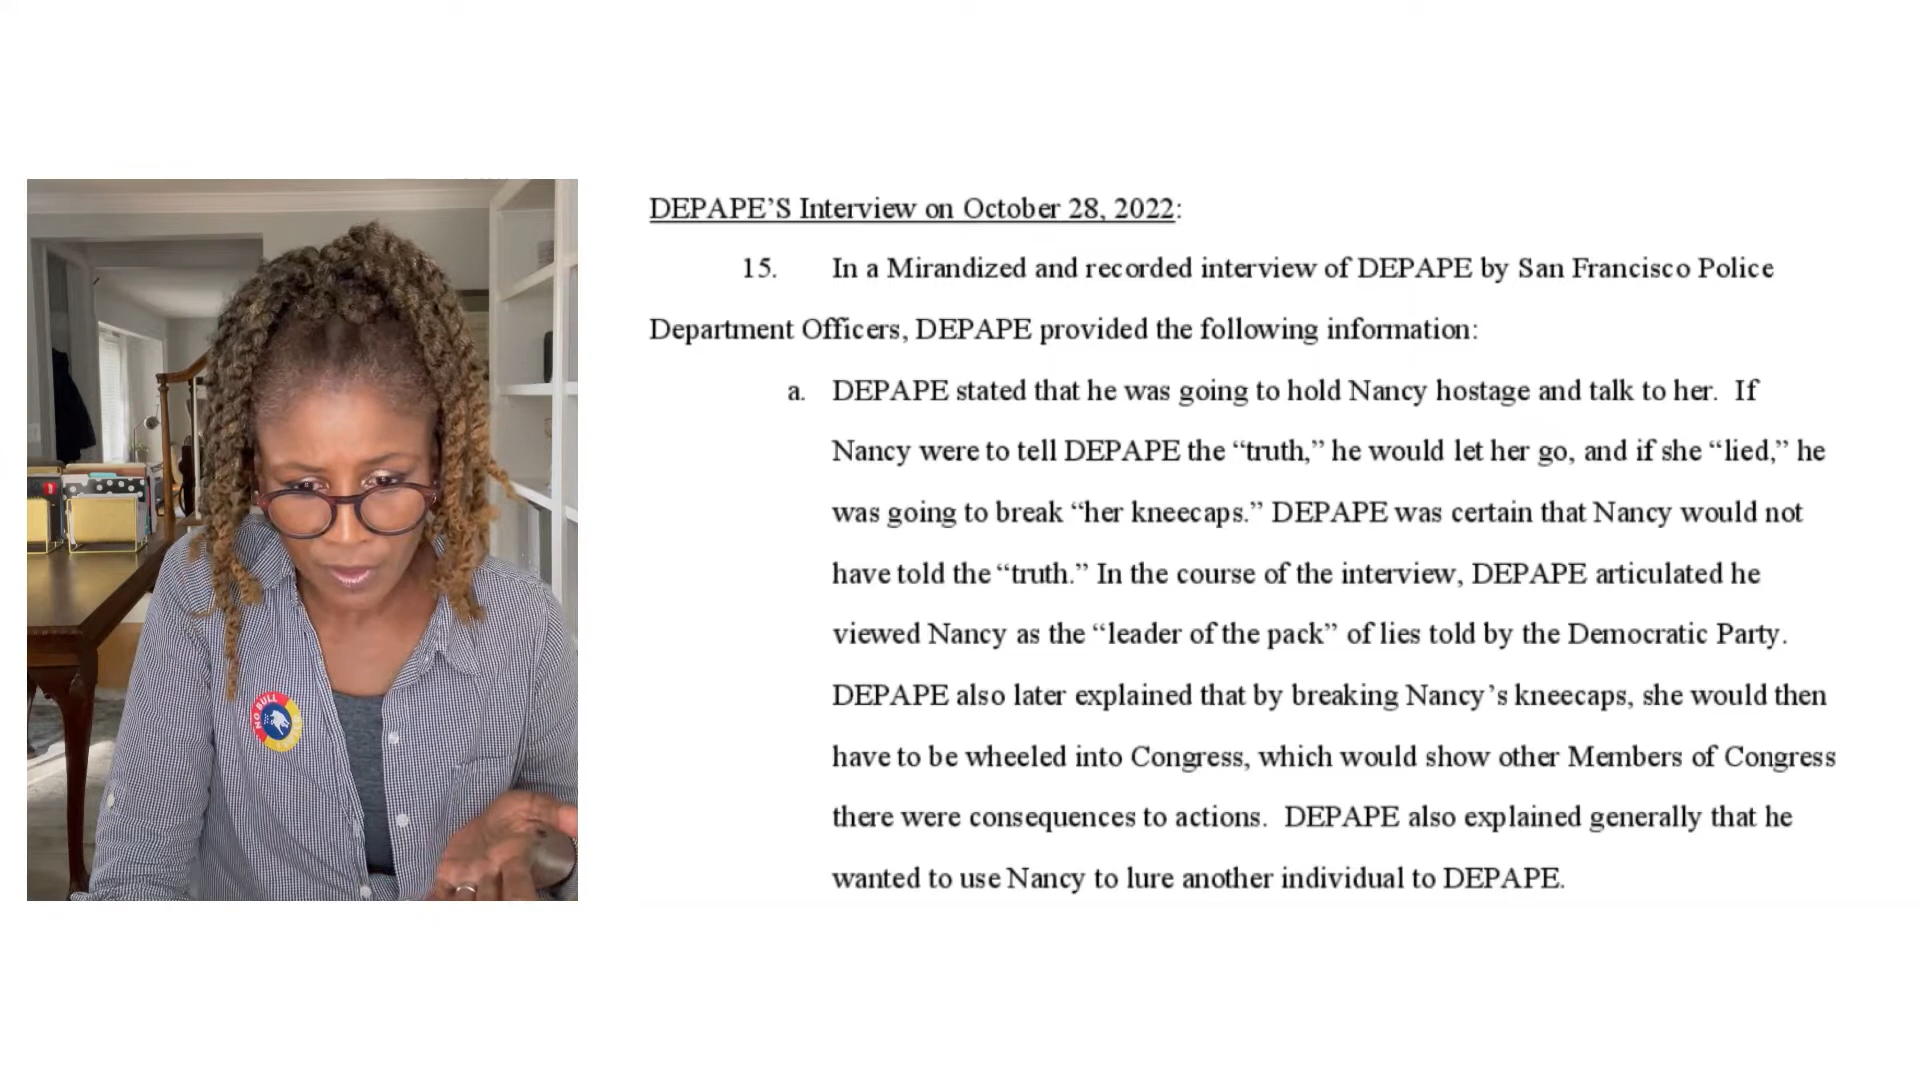 DEPAPE’S Interview on October 28, 2022:
15. In a Mirandized and recorded interview of DEPAPE by San Francisco Police
Department Officers, DEPAPE provided the following information:
a. DEPAPE stated that he was going to hold Nancy hostage and talk to her. If
Nancy were to tell DEPAPE the “truth,” he would let her go, and if she “lied,” he
was going to break “her kneecaps.” DEPAPE was certain that Nancy would not
have told the “truth.” In the course of the interview, DEPAPE articulated he
viewed Nancy as the “leader of the pack” of lies told by the Democratic Party.
DEPAPE also later explained that by breaking Nancy’s kneecaps, she would then
have to be wheeled into Congress, which would show other Members of Congress
there were consequences to actions. DEPAPE also explained generally that he
wanted to use Nancy to lure another individual to DEPAPE.
NO BULL